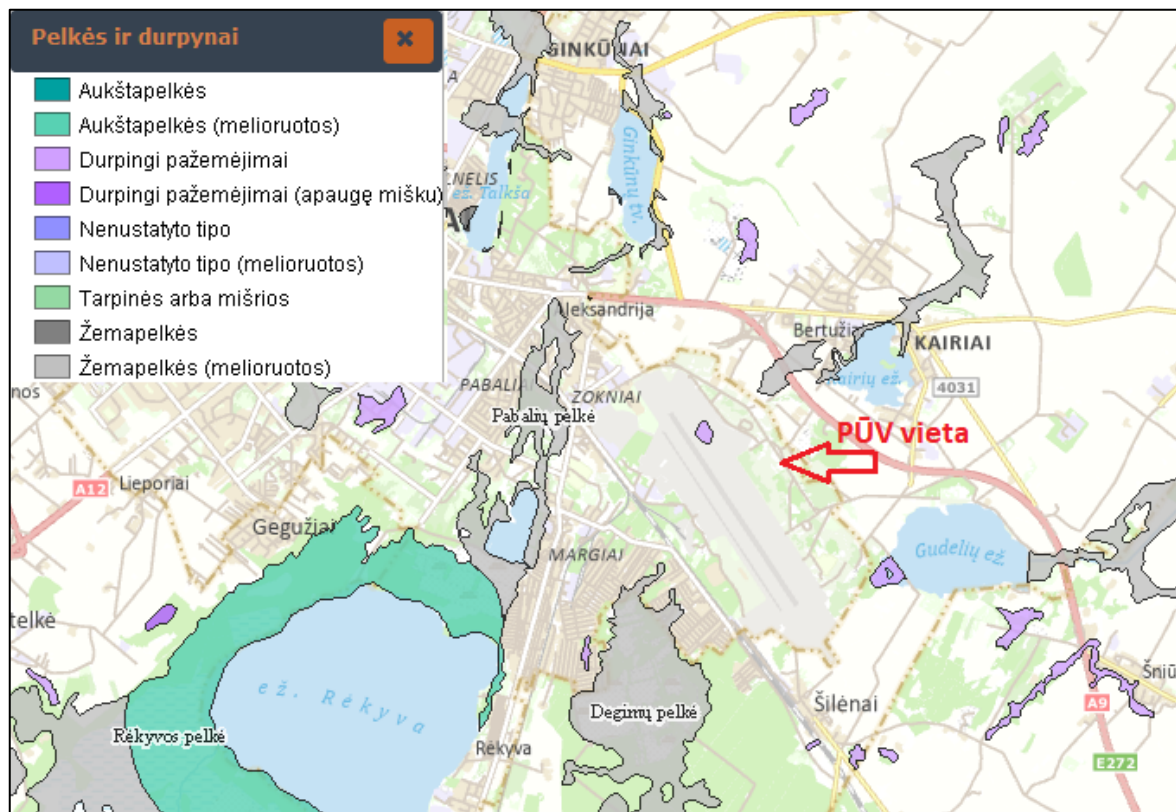 Pelkės ir durpynai
Aukštapelkės
Aukštapelkės (melioruotos)
Durpingi pažemėjimai
Durpingi pažemėjimai (apaugę mišku)
Nenustatyto tipo
Nenustatyto tipo (melioruotos)
Tarpinės arba mišrios
Žemapelkės
Žemapelkės (melioruotos)
GINKŪNAI
Ginkūnų tv.
LNELIS
ež. Talkša
Aleksandrija
Bertužiai
KAIRIAI
Kairių ež.
4031
PABALIAI
ZOKNIAI
Pabalių pelkė
PŪV vieta
A12
Lieporiai
Gegužiai
MARGIAI
Gudelių ež.
telkė
ež. Rėkyva
Rėkyvos pelkė
Rėkyva
Degimų pelkė
Šilėnai
A9
E272